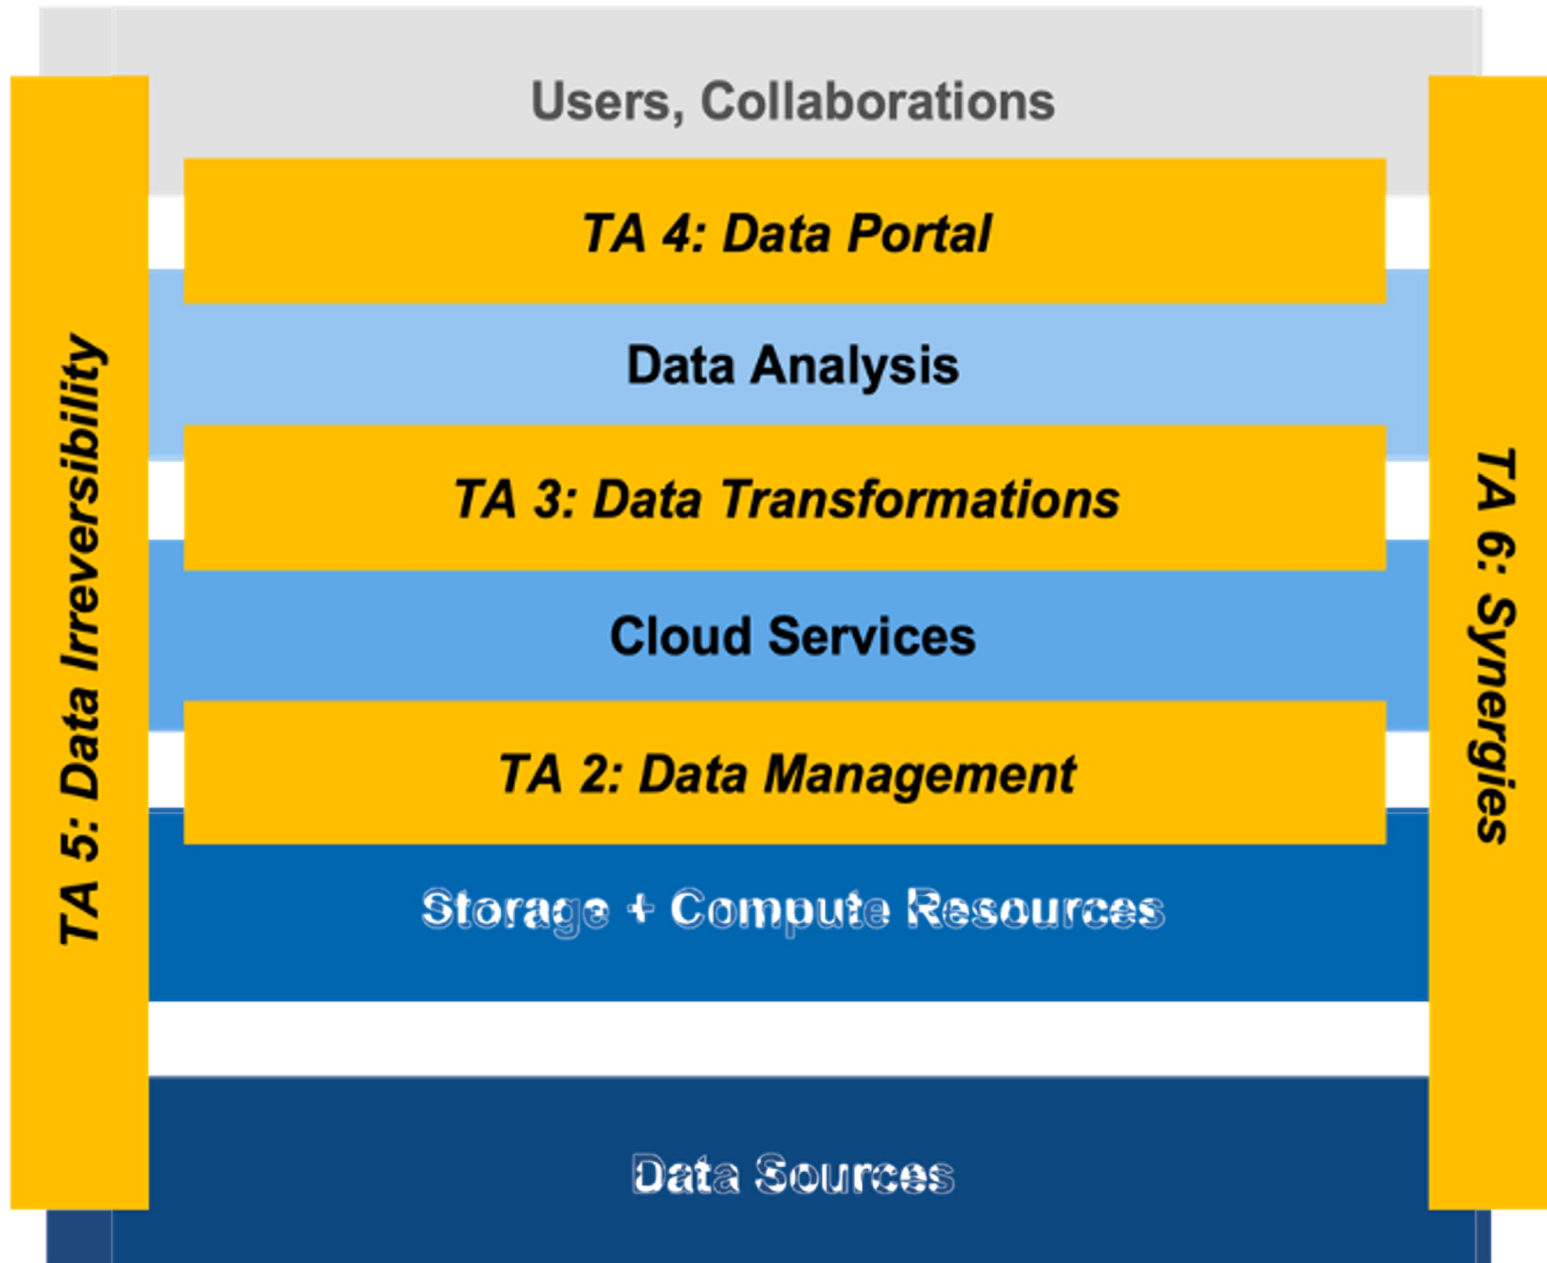 Users, Collaborations
TA 4: Data Portal
Data Analysis
TA 3: Data Transformations
Cloud Services
TA 2: Data Management
Storage + Compute Resources
Data Sources
TA 5: Data Irreversibility
TA 6: Synergies